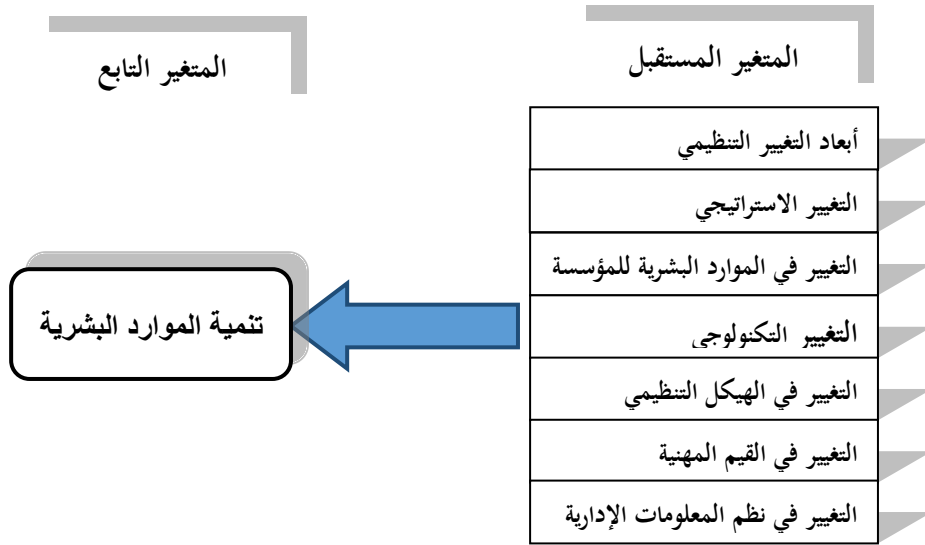 المتغير المستقبل
المتغير التابع
أبعاد التغيير التنظيمي
التغيير الاستراتيجي
التغيير في الموارد البشرية للمؤسسة
التغيير التكنولوجي
التغيير في الهيكل التنظيمي
التغيير في القيم المهنية
التغيير في نظم المعلومات الإدارية
تنمية الموارد البشرية